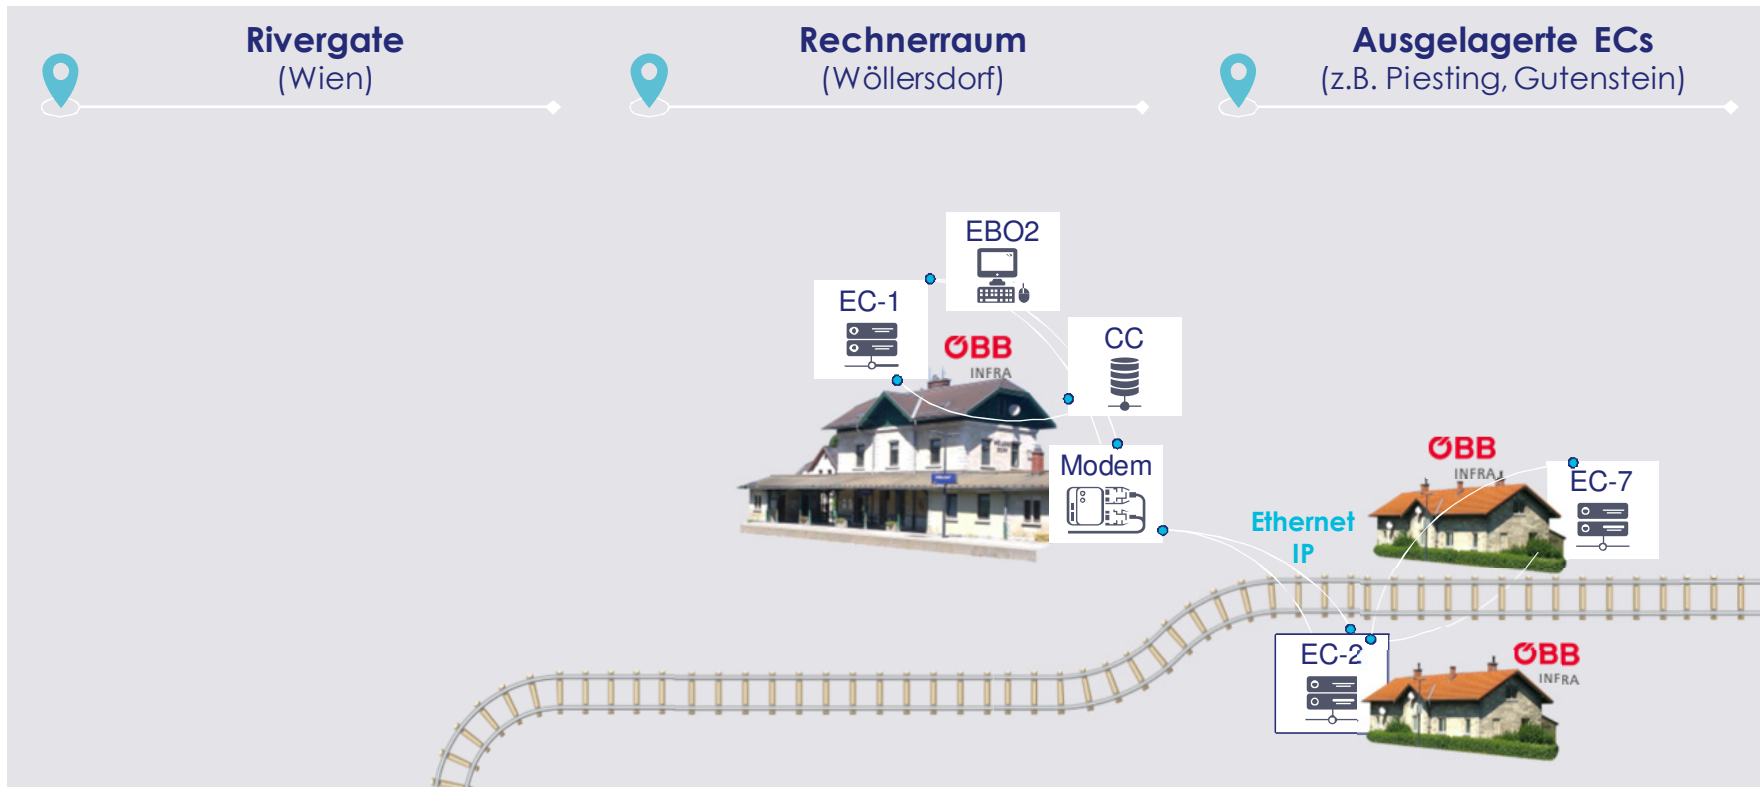 Rivergate
(Wien)
Rechnerraum
(Wöllersdorf)
Ausgelagerte ECs
(z.B. Piesting, Gutenstein)
EBO2
EC-1
CC
ÖBB
INFRA
Modem
ÖBB
INFRA
EC-7
Ethernet
IP
EC-2
ÖBB
INFRA